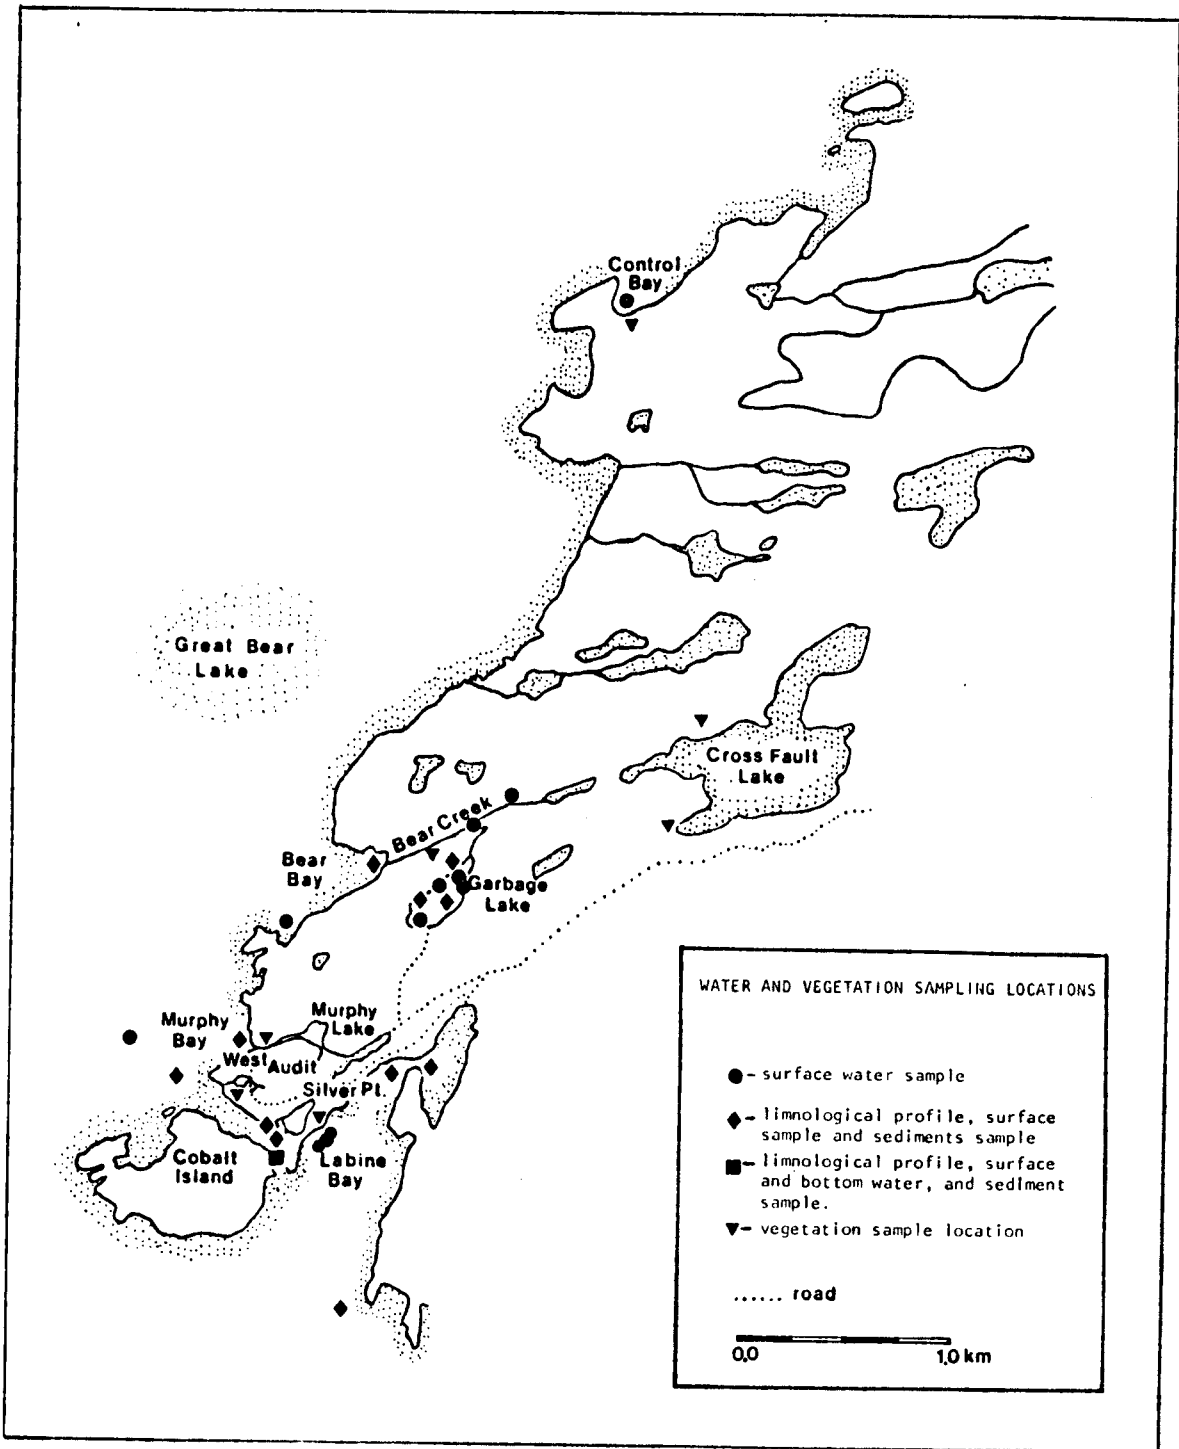 Control
Bay
Great Bear
Lake
Cross Fault
Lake
Bear Creek
Bear
Bay
Garbage
Lake
Murphy
Bay
Murphy
Lake
West Audit
Silver Pt.
Cobalt
Island
Labine
Bay
WATER AND VEGETATION SAMPLING LOCATIONS
- surface water sample
- limnological profile, surface
sample and sediments sample
- limnological profile, surface
and bottom water, and sediment
sample.
- vegetation sample location
...... road
0.0 1.0 km